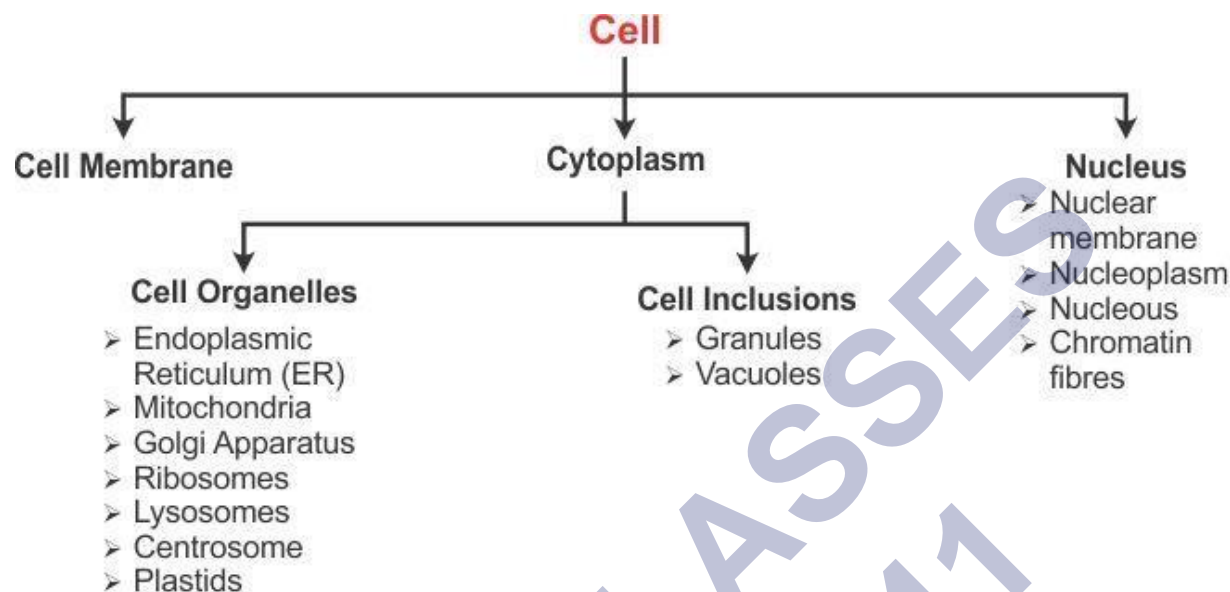 Cell
Cell Membrane
Cytoplasm
Nucleus
➢ Nuclear
membrane
➢ Nucleoplasm
➢ Nucleous
➢ Chromatin
fibres
Cell Organelles
➢ Endoplasmic
Reticulum (ER)
➢ Mitochondria
➢ Golgi Apparatus
➢ Ribosomes
➢ Lysosomes
➢ Centrosome
➢ Plastids
Cell Inclusions
➢ Granules
➢ Vacuoles
ASSES